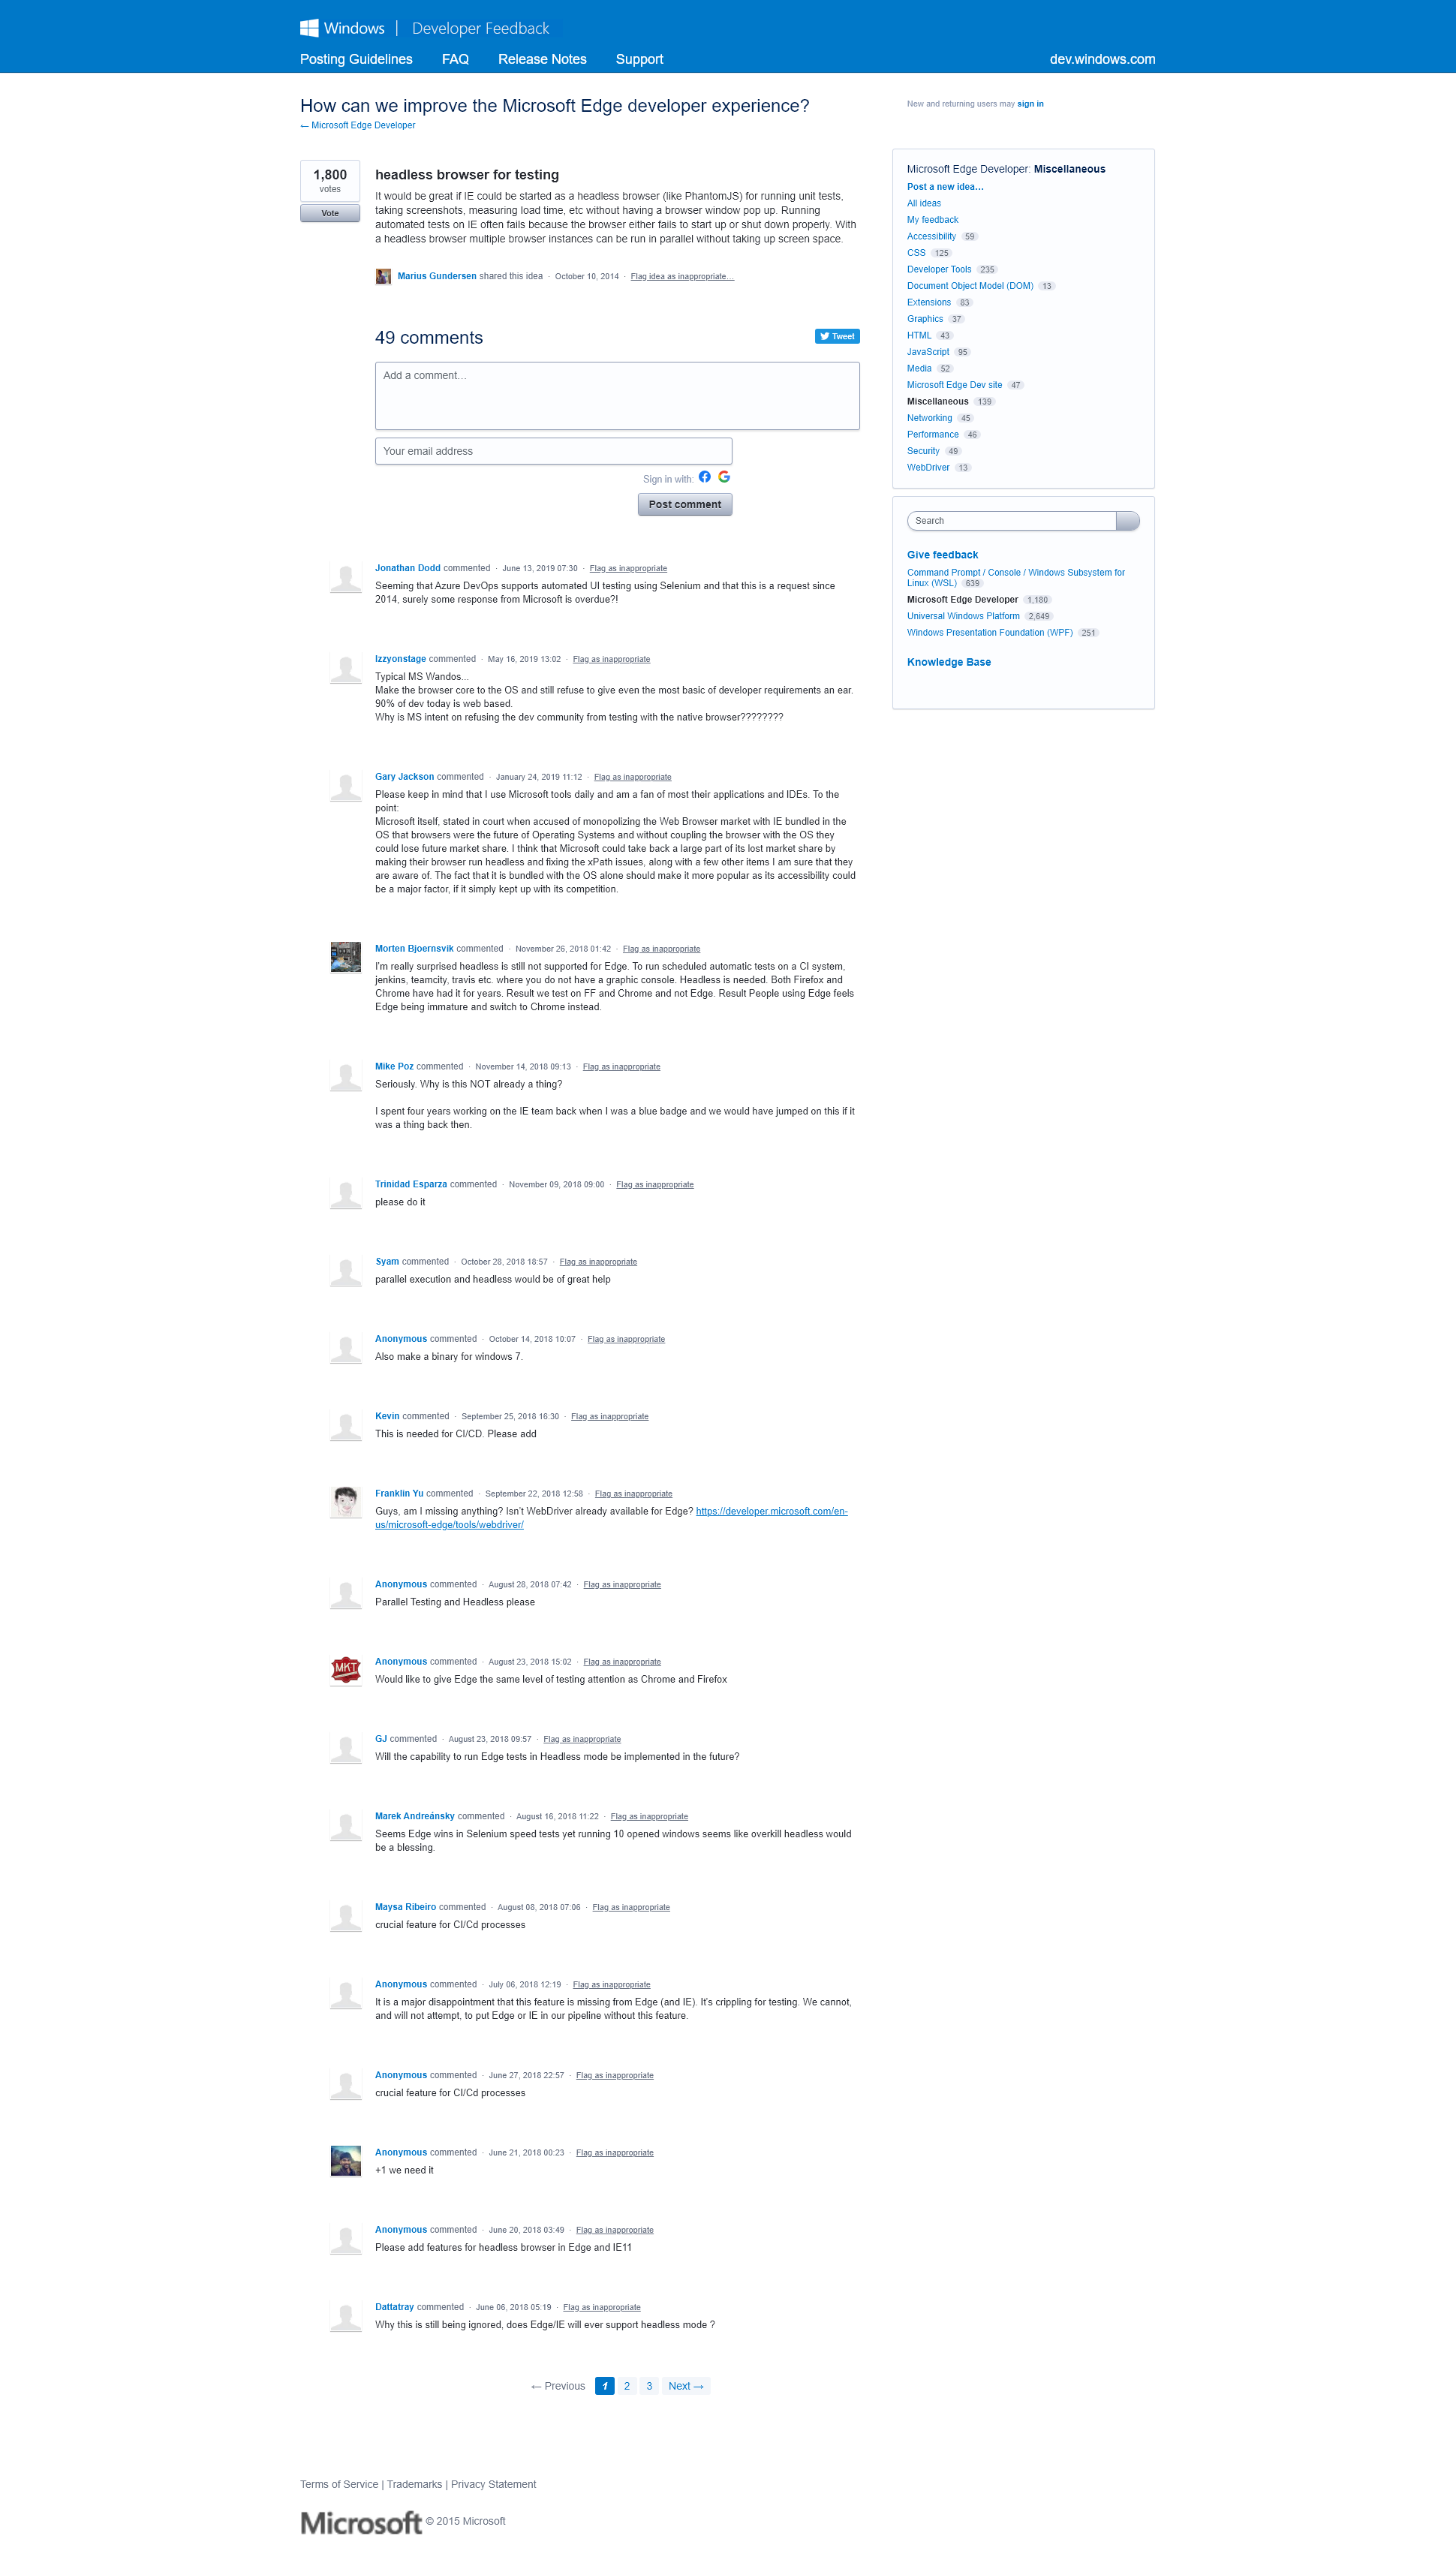 Windows | Developer Feedback
Posting Guidelines FAQ Release Notes Support dev.windows.com
How can we improve the Microsoft Edge developer experience?
← Microsoft Edge Developer
New and returning users may sign in
1,800
votes
Vote
headless browser for testing
It would be great if IE could be started as a headless browser (like PhantomJS) for running unit tests,
taking screenshots, measuring load time, etc without having a browser window pop up. Running
automated tests on IE often fails because the browser either fails to start up or shut down properly. With
a headless browser multiple browser instances can be run in parallel without taking up screen space.
Marius Gundersen shared this idea · October 10, 2014 · Flag idea as inappropriate…
49 comments
Tweet
Add a comment…
Your email address
Sign in with:
Post comment
Jonathan Dodd commented · June 13, 2019 07:30 · Flag as inappropriate
Seeming that Azure DevOps supports automated UI testing using Selenium and that this is a request since
2014, surely some response from Microsoft is overdue?!
Izzyonstage commented · May 16, 2019 13:02 · Flag as inappropriate
Typical MS Wandos...
Make the browser core to the OS and still refuse to give even the most basic of developer requirements an ear.
90% of dev today is web based.
Why is MS intent on refusing the dev community from testing with the native browser????????
Gary Jackson commented · January 24, 2019 11:12 · Flag as inappropriate
Please keep in mind that I use Microsoft tools daily and am a fan of most their applications and IDEs. To the
point:
Microsoft itself, stated in court when accused of monopolizing the Web Browser market with IE bundled in the
OS that browsers were the future of Operating Systems and without coupling the browser with the OS they
could lose future market share. I think that Microsoft could take back a large part of its lost market share by
making their browser run headless and fixing the xPath issues, along with a few other items I am sure that they
are aware of. The fact that it is bundled with the OS alone should make it more popular as its accessibility could
be a major factor, if it simply kept up with its competition.
Morten Bjoernsvik commented · November 26, 2018 01:42 · Flag as inappropriate
I'm really surprised headless is still not supported for Edge. To run scheduled automatic tests on a CI system,
jenkins, teamcity, travis etc. where you do not have a graphic console. Headless is needed. Both Firefox and
Chrome have had it for years. Result we test on FF and Chrome and not Edge. Result People using Edge feels
Edge being immature and switch to Chrome instead.
Mike Poz commented · November 14, 2018 09:13 · Flag as inappropriate
Seriously. Why is this NOT already a thing?
I spent four years working on the IE team back when I was a blue badge and we would have jumped on this if it
was a thing back then.
Trinidad Esparza commented · November 09, 2018 09:00 · Flag as inappropriate
please do it
Syam commented · October 28, 2018 18:57 · Flag as inappropriate
parallel execution and headless would be of great help
Anonymous commented · October 14, 2018 10:07 · Flag as inappropriate
Also make a binary for windows 7.
Kevin commented · September 25, 2018 16:30 · Flag as inappropriate
This is needed for CI/CD. Please add
Franklin Yu commented · September 22, 2018 12:58 · Flag as inappropriate
Guys, am I missing anything? Isn't WebDriver already available for Edge? https://developer.microsoft.com/en-
us/microsoft-edge/tools/webdriver/
Anonymous commented · August 28, 2018 07:42 · Flag as inappropriate
Parallel Testing and Headless please
MKT
Anonymous commented · August 23, 2018 15:02 · Flag as inappropriate
Would like to give Edge the same level of testing attention as Chrome and Firefox
GJ commented · August 23, 2018 09:57 · Flag as inappropriate
Will the capability to run Edge tests in Headless mode be implemented in the future?
Marek Andreánsky commented · August 16, 2018 11:22 · Flag as inappropriate
Seems Edge wins in Selenium speed tests yet running 10 opened windows seems like overkill headless would
be a blessing.
Maysa Ribeiro commented · August 08, 2018 07:06 · Flag as inappropriate
crucial feature for CI/Cd processes
Anonymous commented · July 06, 2018 12:19 · Flag as inappropriate
It is a major disappointment that this feature is missing from Edge (and IE). It's crippling for testing. We cannot,
and will not attempt, to put Edge or IE in our pipeline without this feature.
Anonymous commented · June 27, 2018 22:57 · Flag as inappropriate
crucial feature for CI/Cd processes
Anonymous commented · June 21, 2018 00:23 · Flag as inappropriate
+1 we need it
Anonymous commented · June 20, 2018 03:49 · Flag as inappropriate
Please add features for headless browser in Edge and IE11
Dattatray commented · June 06, 2018 05:19 · Flag as inappropriate
Why this is still being ignored, does Edge/IE will ever support headless mode ?
← Previous 1 2 3 Next →
Microsoft Edge Developer: Miscellaneous
Post a new idea…
All ideas
My feedback
Accessibility 59
CSS 125
Developer Tools 235
Document Object Model (DOM) 13
Extensions 83
Graphics 37
HTML 43
JavaScript 95
Media 52
Microsoft Edge Dev site 47
Miscellaneous 139
Networking 45
Performance 46
Security 49
WebDriver 13
Search
Give feedback
Command Prompt / Console / Windows Subsystem for
Linux (WSL) 639
Microsoft Edge Developer 1,180
Universal Windows Platform 2,649
Windows Presentation Foundation (WPF) 251
Knowledge Base
Terms of Service | Trademarks | Privacy Statement
Microsoft © 2015 Microsoft